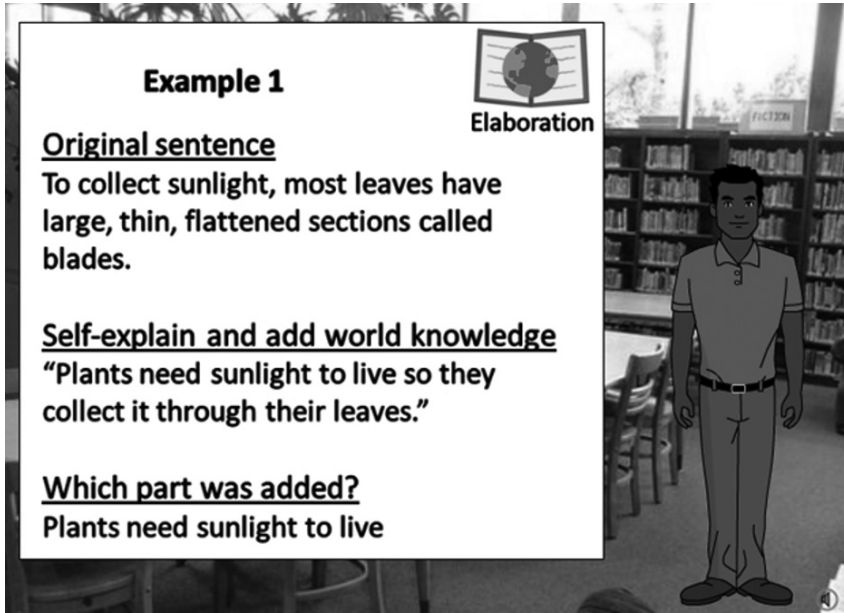 Example 1
Elaboration
Original sentence
To collect sunlight, most leaves have
large, thin, flattened sections called
blades.
Self-explain and add world knowledge
“Plants need sunlight to live so they
collect it through their leaves.”
Which part was added?
Plants need sunlight to live
FICTION